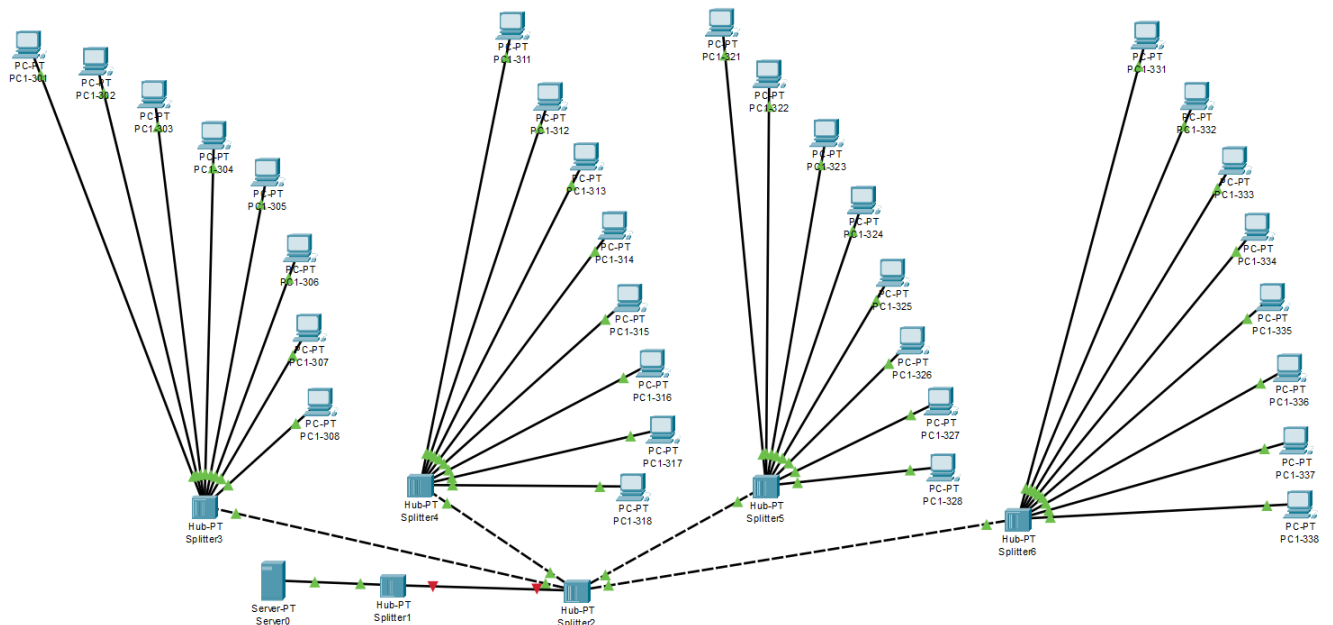 PC-PT
PC1-301
PC-PT
PC1-302
PC-PT
PC1-303
PC-PT
PC1-304
PC-PT
PC1-305
PC-PT
PC1-306
PC-PT
PC1-307
PC-PT
PC1-308
Hub-PT
Splitter3
PC-PT
PC1-311
PC-PT
PC1-312
PC-PT
PC1-313
PC-PT
PC1-314
PC-PT
PC1-315
PC-PT
PC1-316
PC-PT
PC1-317
PC-PT
PC1-318
Hub-PT
Splitter4
PC-PT
PC1-321
PC-PT
PC1-322
PC-PT
PC1-323
PC-PT
PC1-324
PC-PT
PC1-325
PC-PT
PC1-326
PC-PT
PC1-327
PC-PT
PC1-328
Hub-PT
Splitter5
PC-PT
PC1-331
PC-PT
PC1-332
PC-PT
PC1-333
PC-PT
PC1-334
PC-PT
PC1-335
PC-PT
PC1-336
PC-PT
PC1-337
PC-PT
PC1-338
Hub-PT
Splitter6
Server-PT
Server0
Hub-PT
Splitter1
Hub-PT
Splitter2